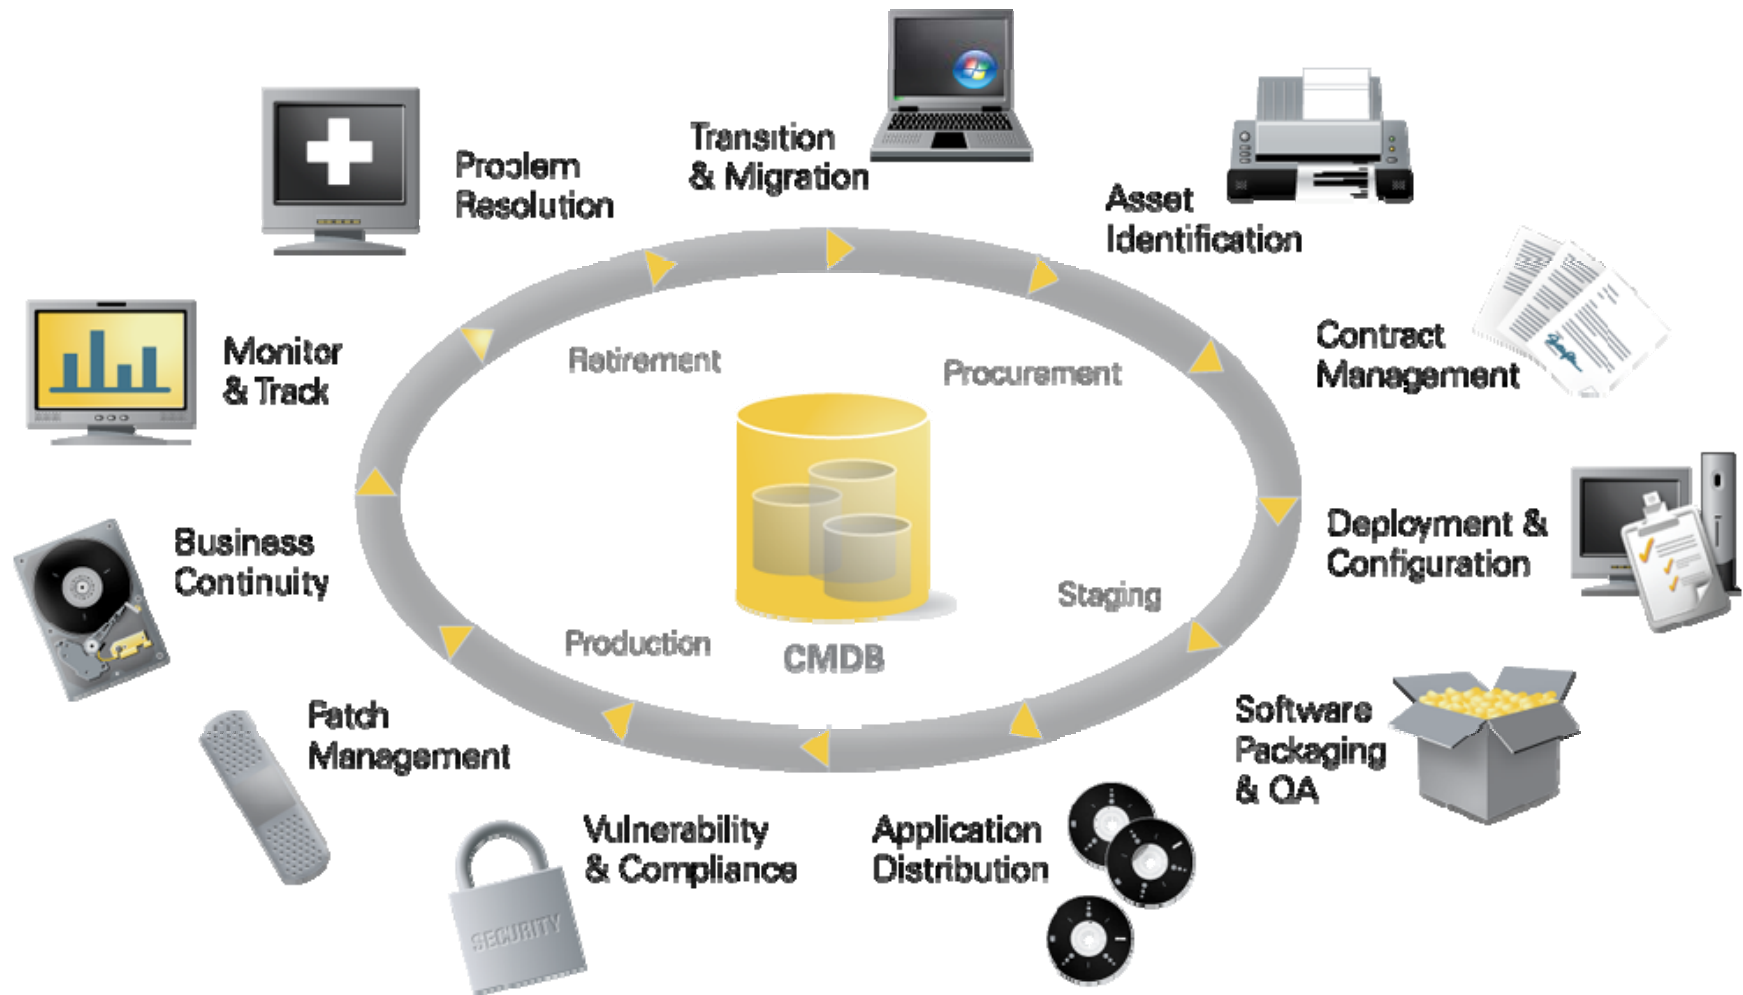 Transition
& Migration
Problem
Resolution
Asset
Identification
Contract
Management
Monitor
& Track
Retirement
Procurement
Deployment &
Configuration
Business
Continuity
Staging
Production
CMDB
Software
Packaging
& QA
Patch
Management
Vulnerability
& Compliance
Application
Distribution
SECURITY